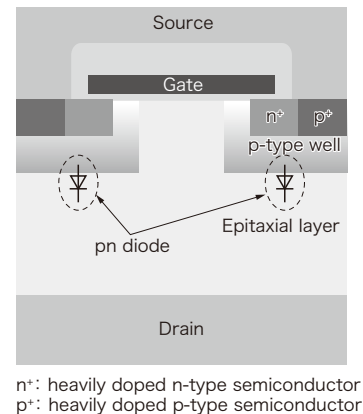 Source
Gate
n⁺ p⁺
p-type well
Epitaxial layer
pn diode
Drain
n⁺: heavily doped n-type semiconductor
p⁺: heavily doped p-type semiconductor